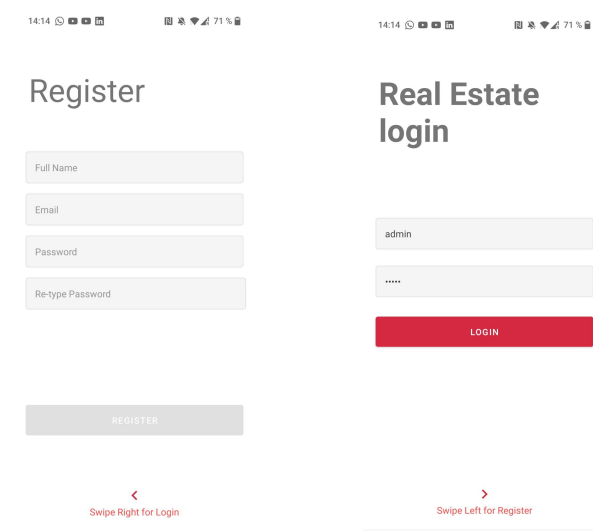 14:14 71 %
Register
Full Name
Email
Password
Re-type Password
REGISTER
Swipe Right for Login
14:14 71 %
Real Estate
login
admin
•••••
LOGIN
Swipe Left for Register